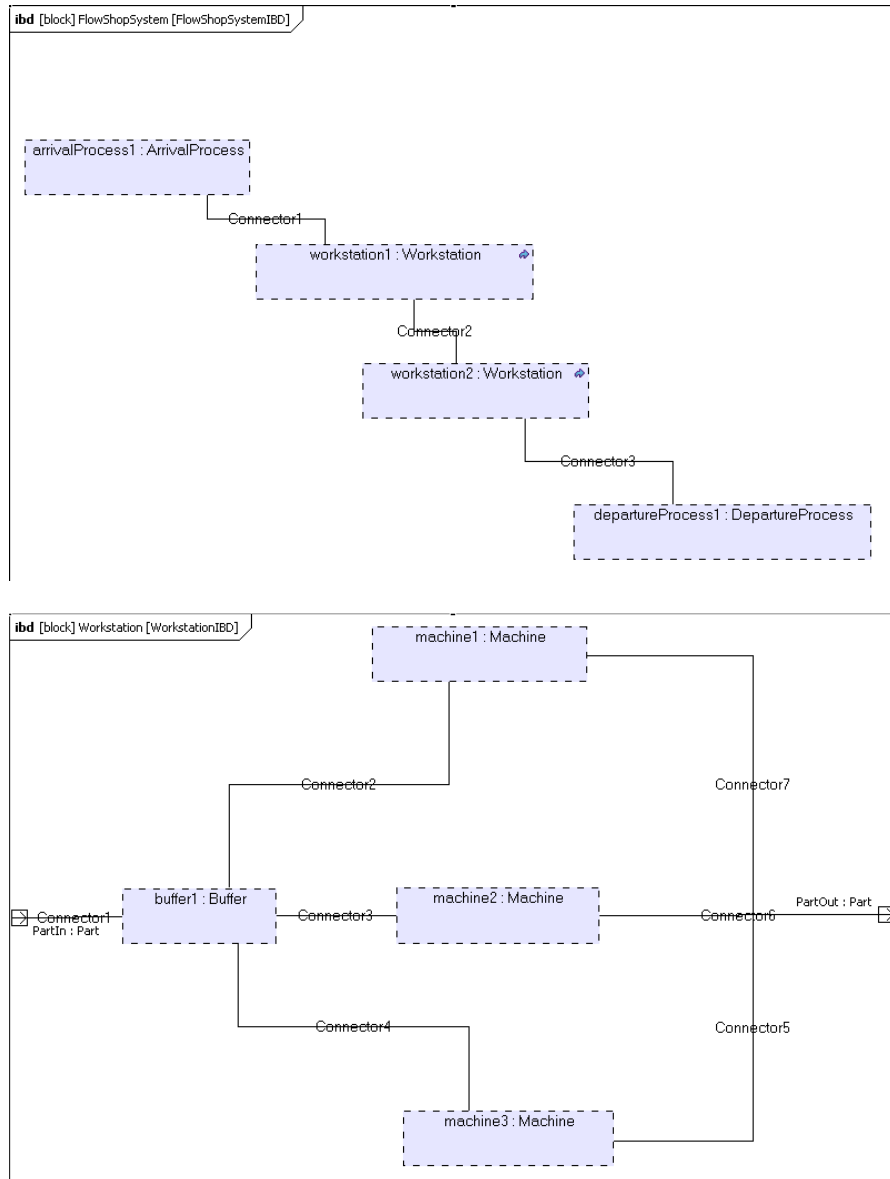 ibd [block] FlowShopSystem [FlowShopSystemIBD]
arrivalProcess1 : ArrivalProcess
Connector1
workstation1 : Workstation
Connector2
workstation2 : Workstation
Connector3
departureProcess1 : DepartureProcess
ibd [block] Workstation [WorkstationIBD]
machine1 : Machine
Connector2
Connector7
buffer1 : Buffer
machine2 : Machine
PartOut : Part
Connector1
Connector3
Connector6
PartIn : Part
Connector4
Connector5
machine3 : Machine